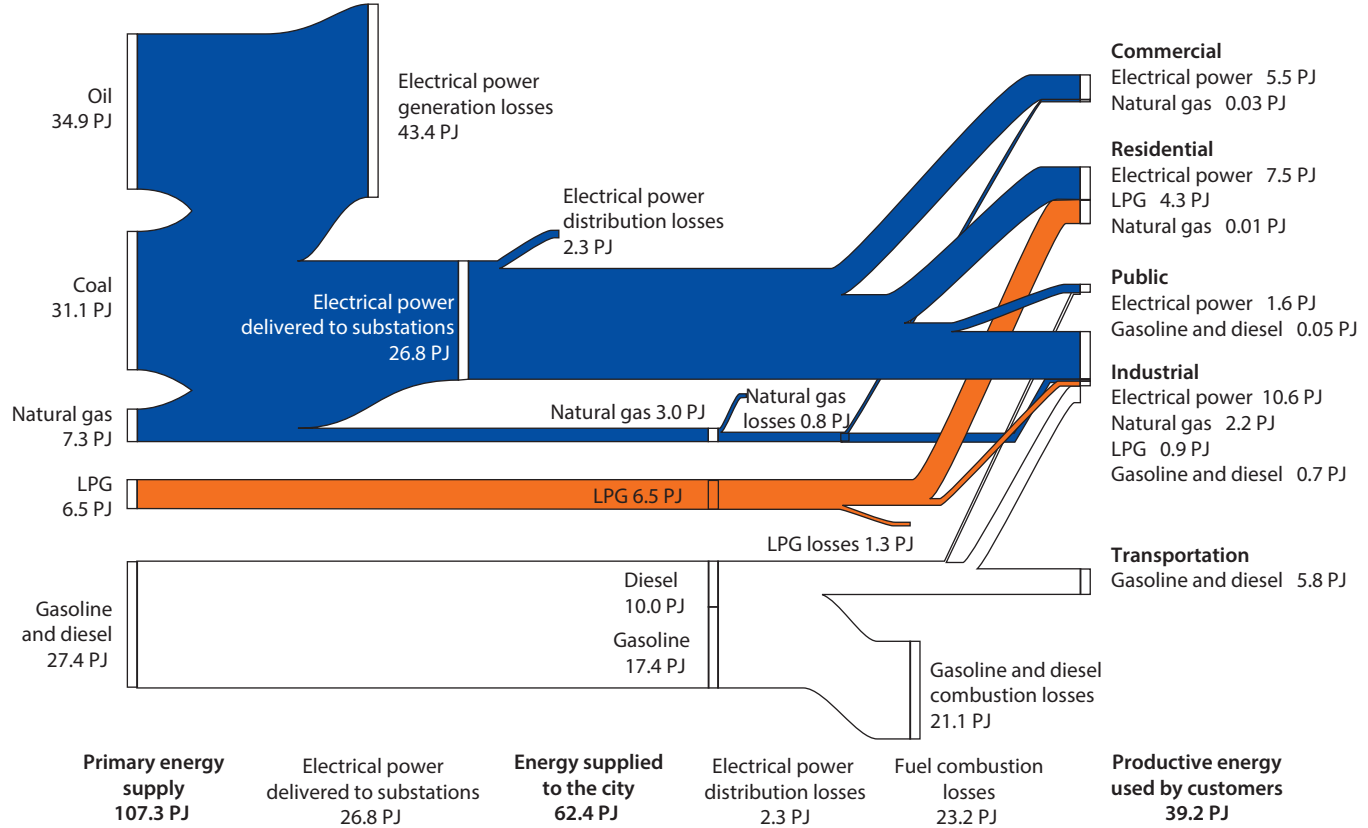 Oil
34.9 PJ
Coal
31.1 PJ
Natural gas
7.3 PJ
LPG
6.5 PJ
Gasoline
and diesel
27.4 PJ
Electrical power
generation losses
43.4 PJ
Electrical power
distribution losses
2.3 PJ
Electrical power
delivered to substations
26.8 PJ
Natural gas 3.0 PJ
Natural gas
losses 0.8 PJ
LPG 6.5 PJ
LPG losses 1.3 PJ
Diesel
10.0 PJ
Gasoline
17.4 PJ
Gasoline and diesel
combustion losses
21.1 PJ
Commercial
Electrical power 5.5 PJ
Natural gas 0.03 PJ
Residential
Electrical power 7.5 PJ
LPG 4.3 PJ
Natural gas 0.01 PJ
Public
Electrical power 1.6 PJ
Gasoline and diesel 0.05 PJ
Industrial
Electrical power 10.6 PJ
Natural gas 2.2 PJ
LPG 0.9 PJ
Gasoline and diesel 0.7 PJ
Transportation
Gasoline and diesel 5.8 PJ
Primary energy
supply
107.3 PJ
Electrical power
delivered to substations
26.8 PJ
Energy supplied
to the city
62.4 PJ
Electrical power
distribution losses
2.3 PJ
Fuel combustion
losses
23.2 PJ
Productive energy
used by customers
39.2 PJ